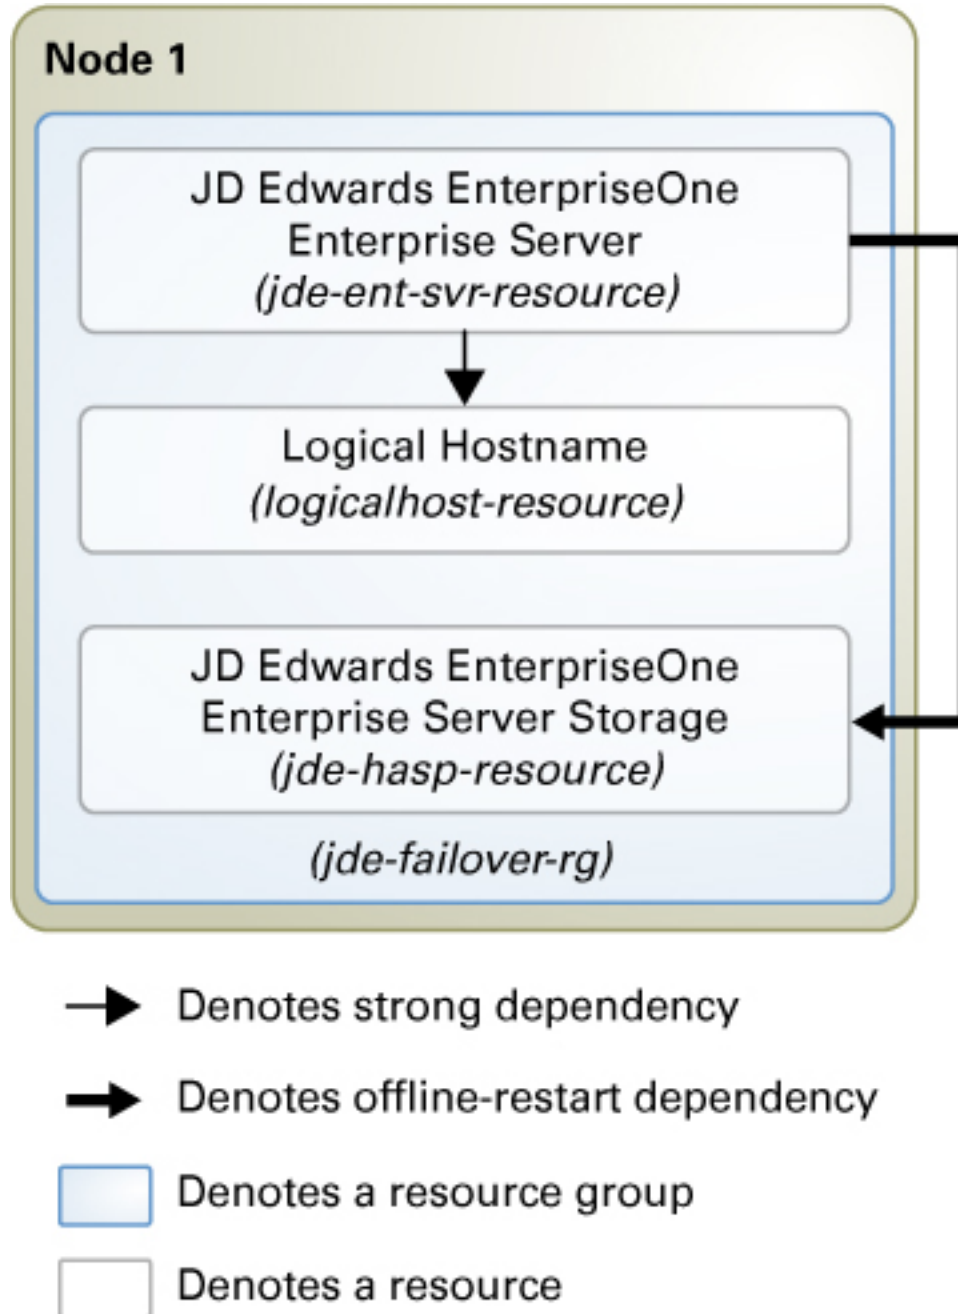 Node 1
JD Edwards EnterpriseOne
Enterprise Server
(jde-ent-svr-resource)
Logical Hostname
(logicalhost-resource)
JD Edwards EnterpriseOne
Enterprise Server Storage
(jde-hasp-resource)
(jde-failover-rg)
Denotes strong dependency
Denotes offline-restart dependency
Denotes a resource group
Denotes a resource